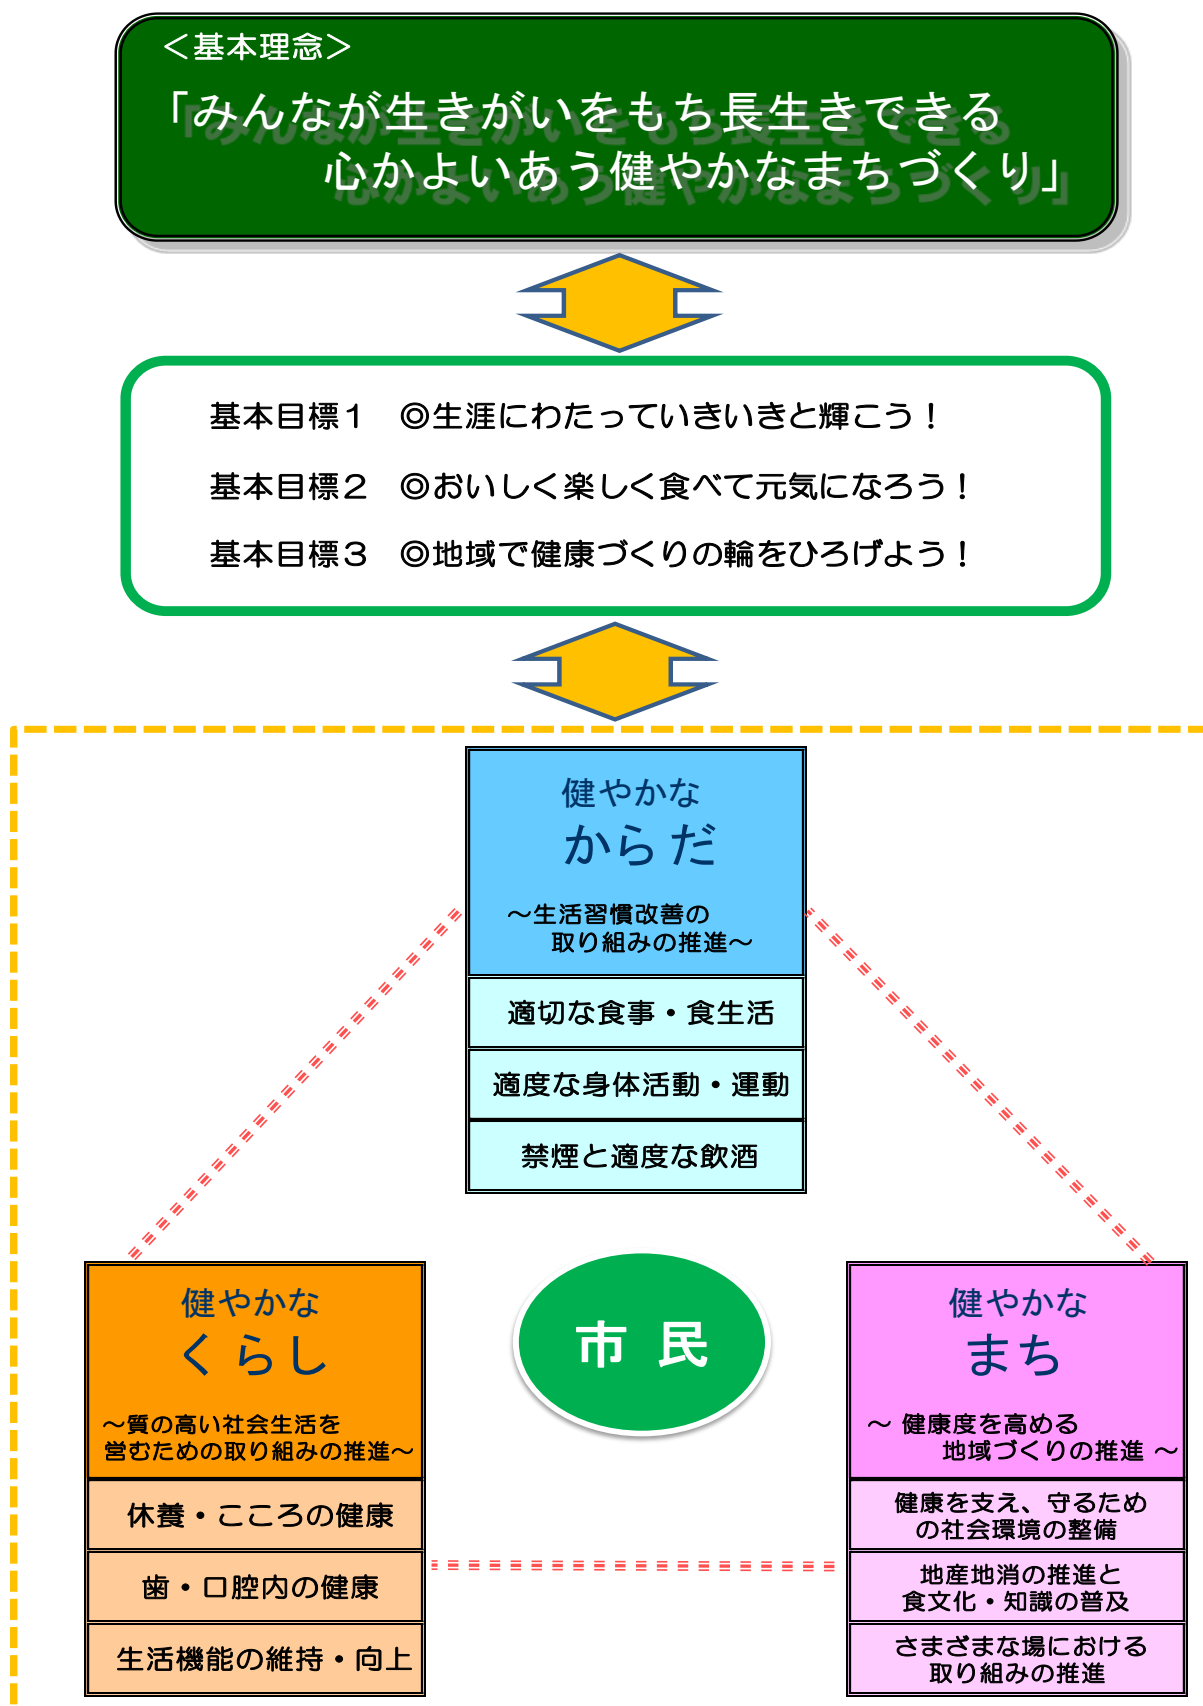 ＜基本理念＞
「みんなが生きがいをもち長生きできる
心かよいあう健やかなまちづくり」
基本目標１　◎生涯にわたっていきいきと輝こう！
基本目標２　◎おいしく楽しく食べて元気になろう！
基本目標３　◎地域で健康づくりの輪をひろげよう！
健やかな
からだ
～生活習慣改善の
取り組みの推進～
適切な食事・食生活
適度な身体活動・運動
禁煙と適度な飲酒
市 民
健やかな
くらし
～質の高い社会生活を
営むための取り組みの推進～
休養・こころの健康
歯・口腔内の健康
生活機能の維持・向上
健やかな
まち
～ 健康度を高める
地域づくりの推進 ～
健康を支え、守るため
の社会環境の整備
地産地消の推進と
食文化・知識の普及
さまざまな場における
取り組みの推進